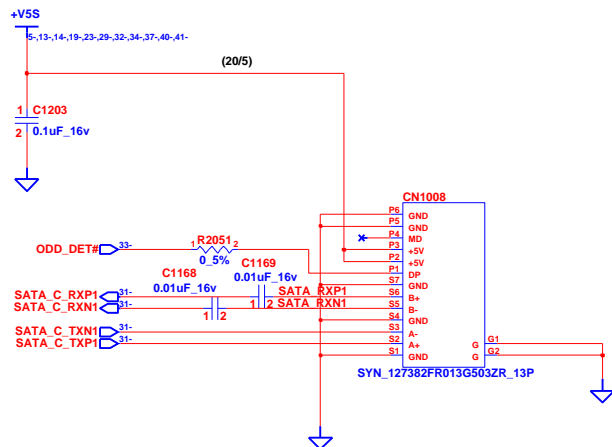 +V5S
5-,13-,14-,19-,23-,29-,32-,34-,37-,40-,41-
(20/5)
1 C1203
2 0.1uF_16v
CN1008
P6 GND
P5 GND
P4 MD
P3 +5V
P2 +5V
P1 DP
S7 GND
S6 B+
S5 B-
S4 GND
S3 A-
S2 A+
S1 GND
G G1
G G2
SYN_127382FR013G503ZR_13P
ODD_DET# 33- 1 R2051 2
0_5%
C1169
C1168 0.01uF_16v
0.01uF_16v
SATA_C_RXP1 31- 1 2 SATA_RXP1
SATA_C_RXN1 31- 1 2 SATA_RXN1
SATA_C_TXN1 31-
SATA_C_TXP1 31-